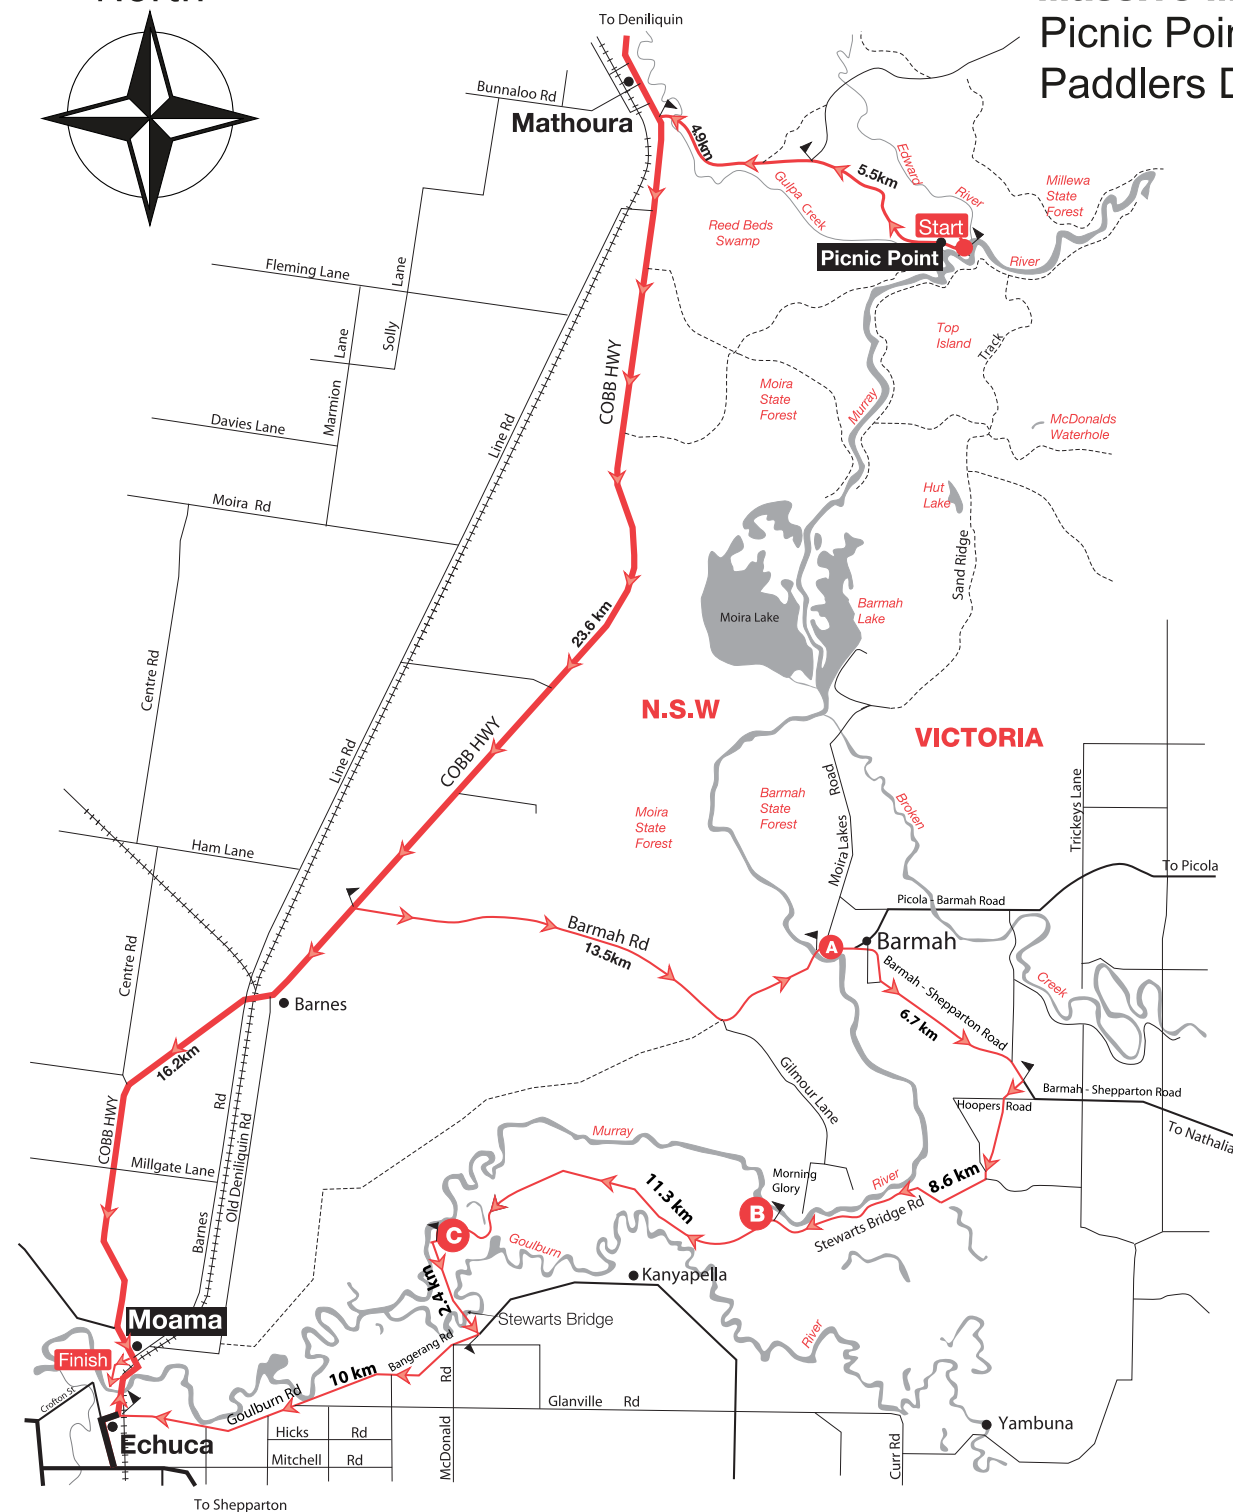 North
Picnic Poin
Paddlers D
To Deniliquin
Bunnaloo Rd
Mathoura
4.9km
5.5km
Edward
River
Millewa
State
Forest
Gulpa Creek
Reed Beds
Swamp
Start
Picnic Point
River
Fleming Lane
Solly
Lane
Marmion
Lane
COBB HWY
Top
Island
Track
Moira
State
Forest
Murray
McDonalds
Waterhole
Davies Lane
Line Rd
Moira Rd
Hut
Lake
Sand Ridge
Moira Lake
Barmah
Lake
23.6 km
Centre Rd
N.S.W
VICTORIA
COBB HWY
Line Rd
Road
Moira Lakes
Barmah
State
Forest
Moira
State
Forest
Broken
Trickeys Lane
Ham Lane
To Picola
Picola - Barmah Road
Barmah Rd
13.5km
A
Barmah
Centre Rd
Barmah - Shepparton Road
6.7 km
Creek
Barnes
16.2km
Gilmour Lane
Barmah - Shepparton Road
Hoopers Road
To Nathalia
COBB HWY
Rd
Barnes
Old Deniliquin Rd
Millgate Lane
Murray
Morning
Glory
River
8.6 km
11.3 km
B
Stewarts Bridge Rd
C
Goulburn
2.4 km
Kanyapella
Stewarts Bridge
River
Moama
Finish
Bangerang Rd
10 km
Goulburn Rd
Crofton St
Echuca
Hicks Rd
Mitchell Rd
McDonald
Rd
Glanville Rd
Curr Rd
Yambuna
To Shepparton